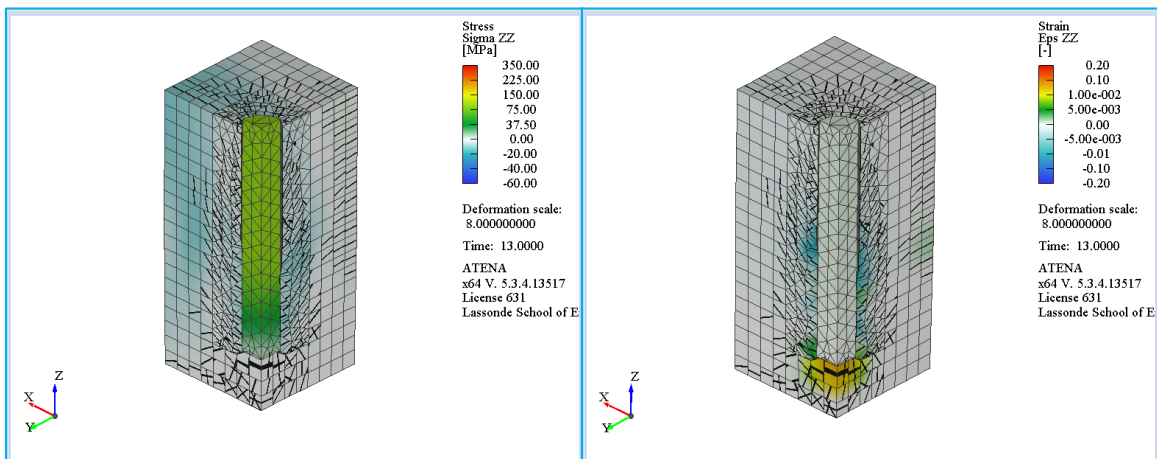 Stress
Sigma ZZ
[MPa]
350.00
225.00
150.00
75.00
37.50
0.00
-20.00
-40.00
-60.00
Deformation scale:
8.000000000
Time: 13.0000
ATENA
x64 V. 5.3.4.13517
License 631
Lassonde School of E
X
Y
Z
Strain
Eps ZZ
[-]
0.20
0.10
1.00e-002
5.00e-003
0.00
-5.00e-003
-0.01
-0.10
-0.20
Deformation scale:
8.000000000
Time: 13.0000
ATENA
x64 V. 5.3.4.13517
License 631
Lassonde School of E
X
Y
Z